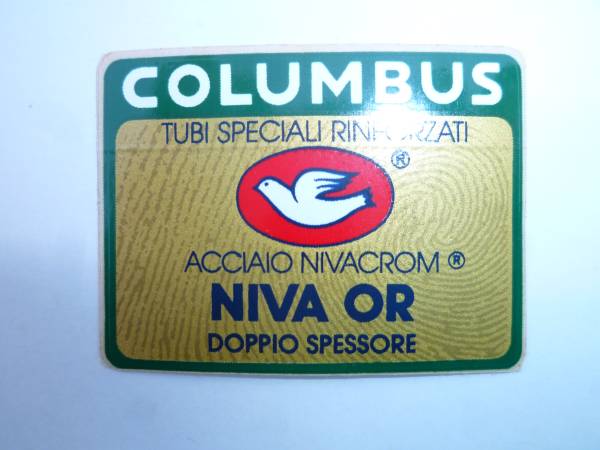 COLUMBUS
TUBI SPECIALI RINFORZATI
®
ACCIAIO NIVACROM ®
NIVA OR
DOPPIO SPESSORE